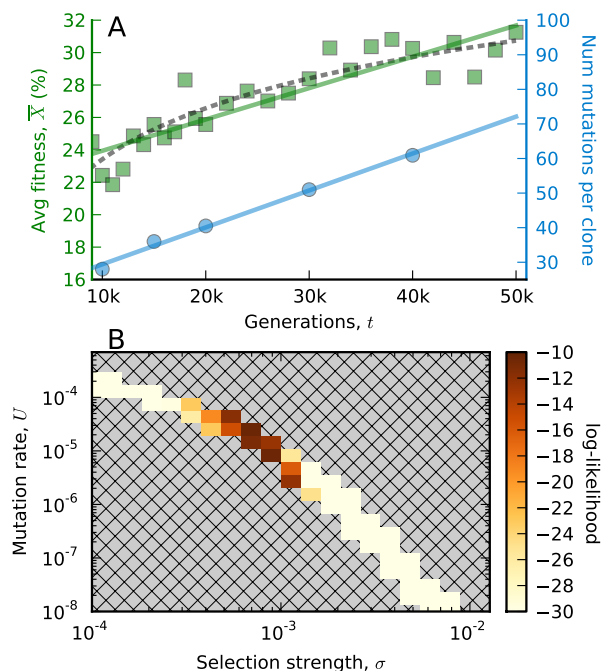 A
32
30
28
26
24
22
20
18
16
Avg fitness, X̅ (%)
100
90
80
70
60
50
40
30
Num mutations per clone
10k
20k
30k
40k
50k
Generations, t
B
10⁻⁴
10⁻⁵
10⁻⁶
10⁻⁷
10⁻⁸
Mutation rate, U
10⁻⁴
10⁻³
10⁻²
Selection strength, σ
−10
−12
−14
−16
−18
−20
−22
−24
−26
−28
−30
log-likelihood